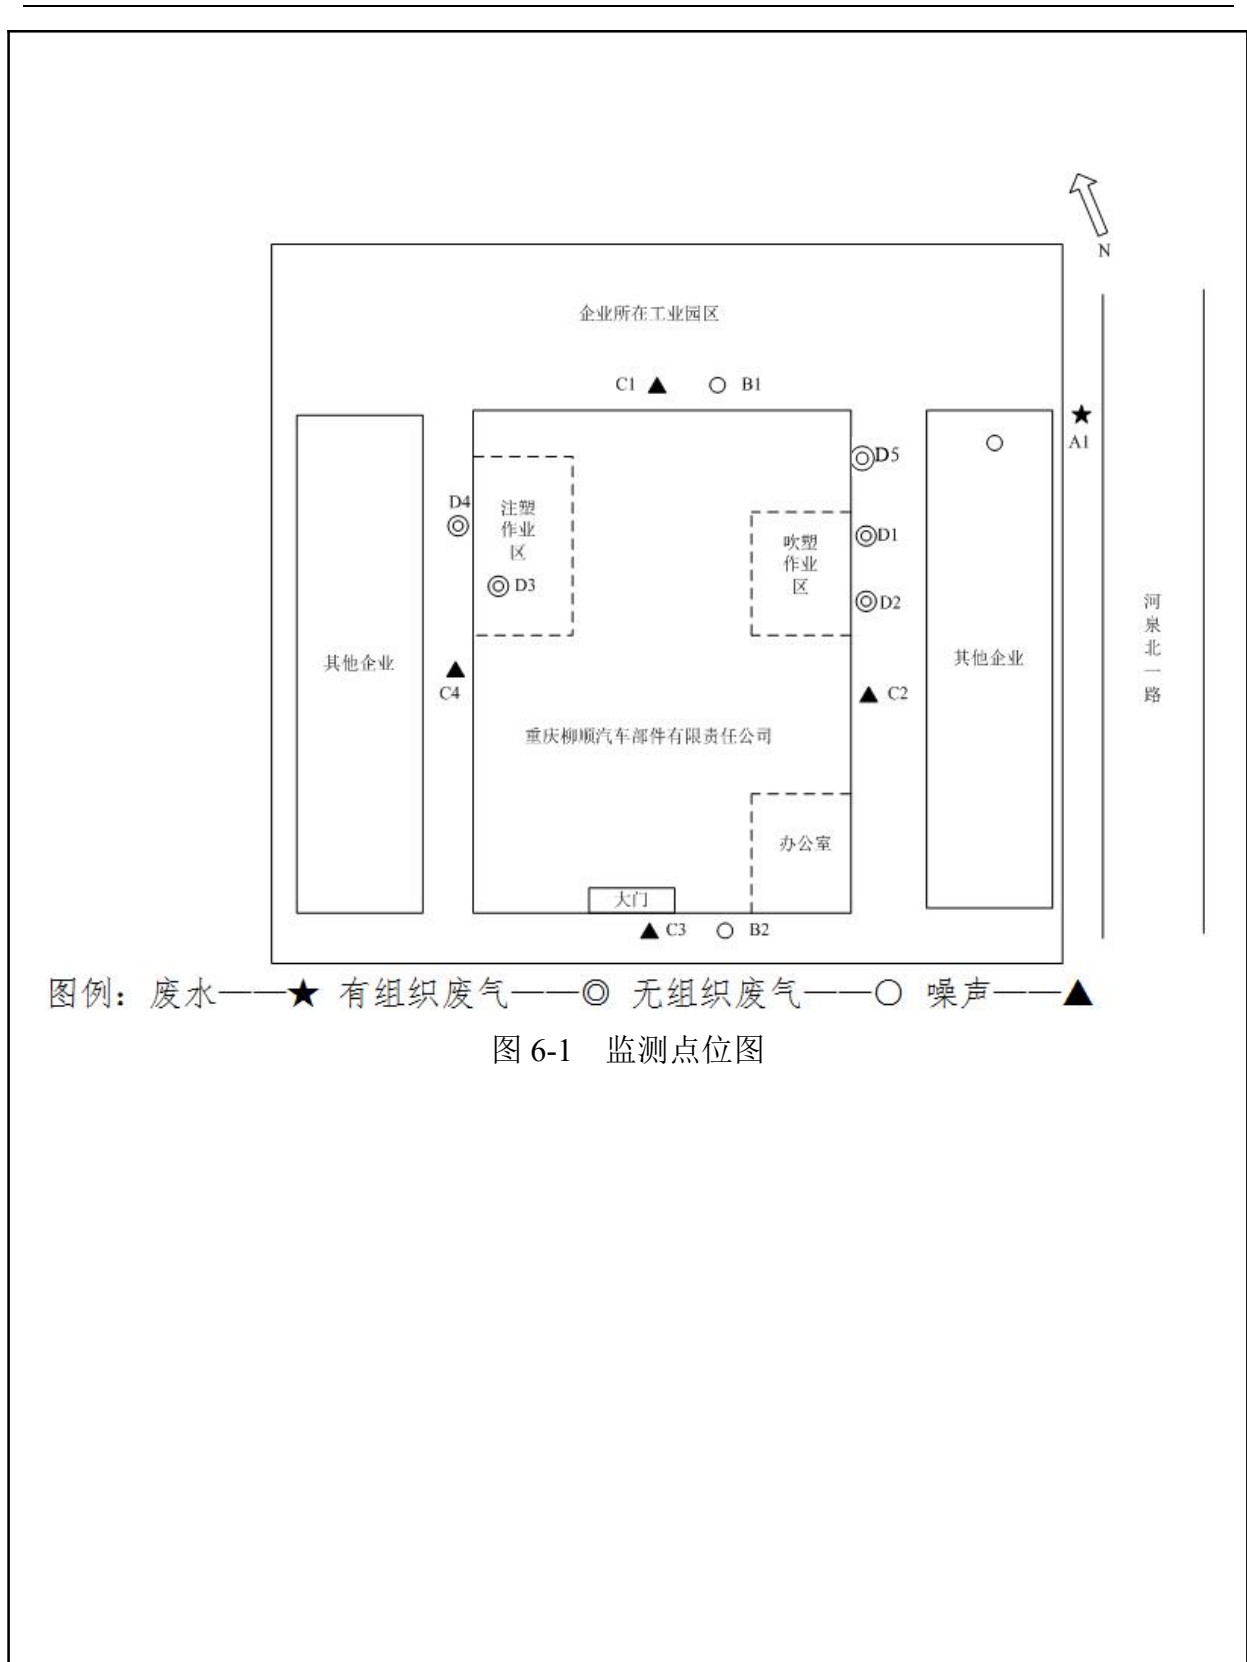 N
企业所在工业园区
C1 B1
A1
D5
D4
注塑
作业
区
D1
吹塑
作业
区
D3
D2
河
泉
北
一
路
其他企业
其他企业
C4
C2
重庆柳顺汽车部件有限责任公司
办公室
大门
C3 B2
图例：废水——★ 有组织废气——◎ 无组织废气——○ 噪声——▲
图 6-1 监测点位图